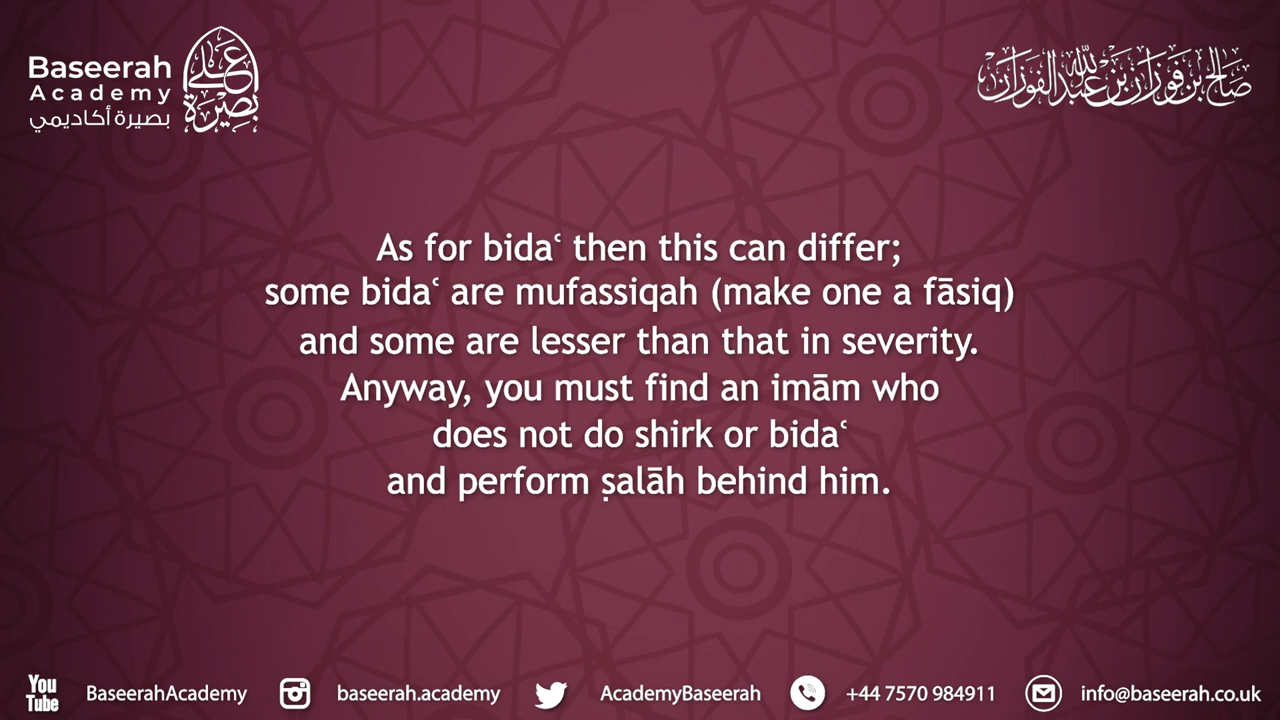 Baseerah
Academy
بصيرة أكاديمي
على بصيرة
صالح بن فوزان بن عبد الله الفوزان
As for bidaʿ then this can differ;
some bidaʿ are mufassiqah (make one a fāsiq)
and some are lesser than that in severity.
Anyway, you must find an imām who
does not do shirk or bidaʿ
and perform ṣalāh behind him.
You
Tube
BaseerahAcademy
baseerah.academy
AcademyBaseerah
+44 7570 984911
info@baseerah.co.uk